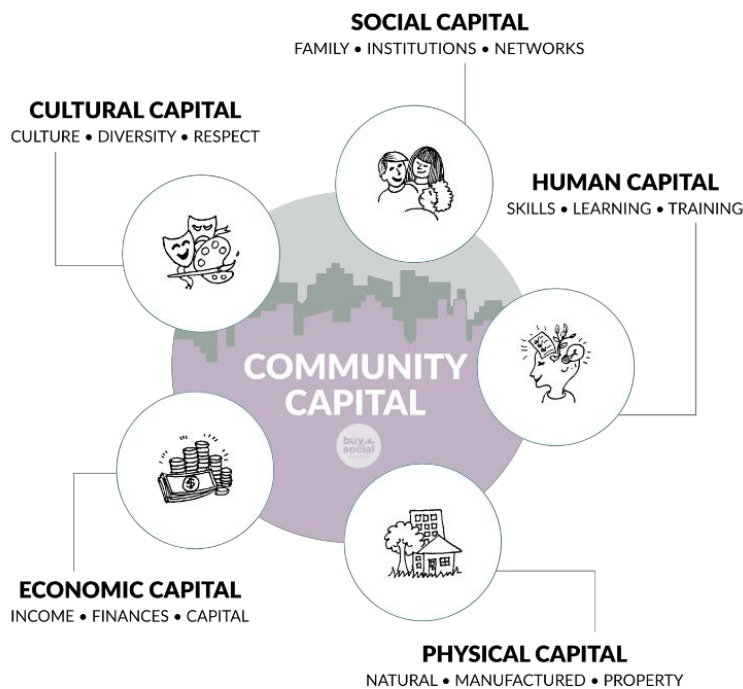 SOCIAL CAPITAL
FAMILY • INSTITUTIONS • NETWORKS
CULTURAL CAPITAL
CULTURE • DIVERSITY • RESPECT
HUMAN CAPITAL
SKILLS • LEARNING • TRAINING
COMMUNITY
CAPITAL
buy
social
ECONOMIC CAPITAL
INCOME • FINANCES • CAPITAL
PHYSICAL CAPITAL
NATURAL • MANUFACTURED • PROPERTY